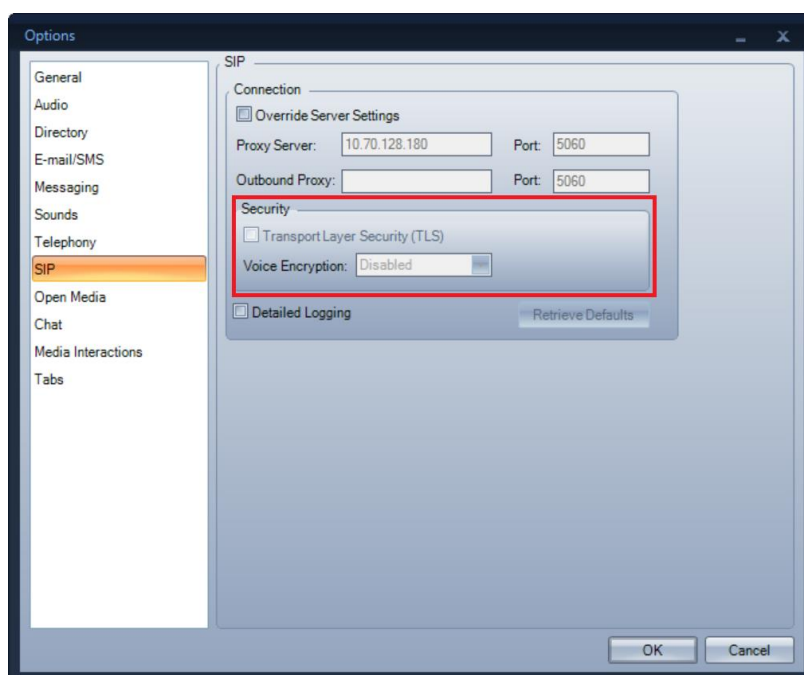 Options
General
Audio
Directory
E-mail/SMS
Messaging
Sounds
Telephony
SIP
Open Media
Chat
Media Interactions
Tabs
SIP
Connection
Override Server Settings
Proxy Server: 10.70.128.180 Port: 5060
Outbound Proxy: Port: 5060
Security
Transport Layer Security (TLS)
Voice Encryption: Disabled
Detailed Logging Retrieve Defaults
OK Cancel